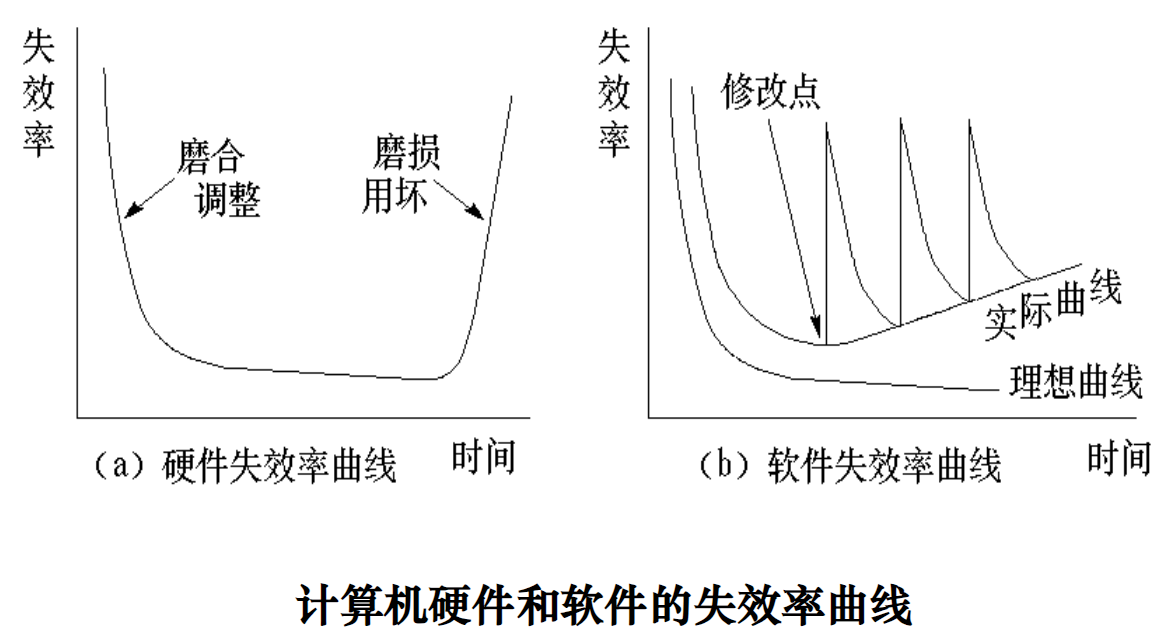 失效率
磨合
调整
磨损
用坏
时间
(a)硬件失效率曲线
失效率
修改点
实际曲线
理想曲线
时间
(b)软件失效率曲线
计算机硬件和软件的失效率曲线